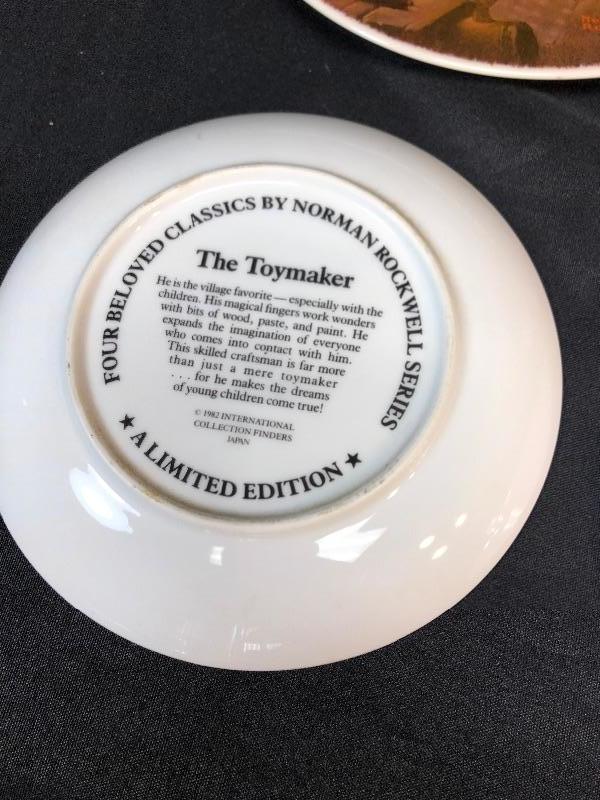 FOUR BELOVED CLASSICS BY NORMAN ROCKWELL SERIES
The Toymaker
He is the village favorite — especially with the
children. His magical fingers work wonders
with bits of wood, paste, and paint. He
expands the imagination of everyone
who comes into contact with him.
This skilled craftsman is far more
than just a mere toymaker
. . . for he makes the dreams
of young children come true!
© 1982 INTERNATIONAL
COLLECTION FINDERS
JAPAN
★ A LIMITED EDITION ★